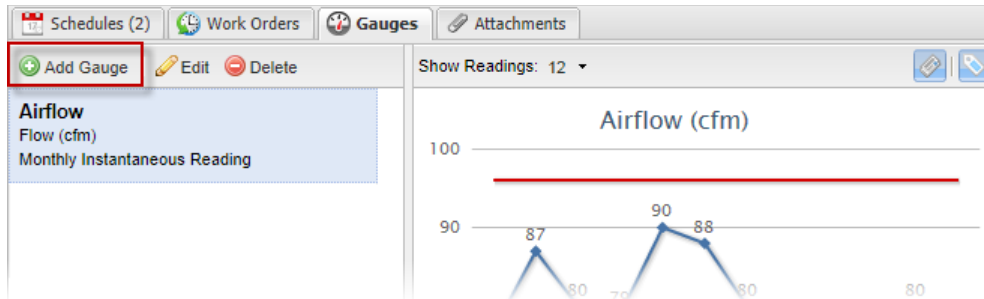 Schedules (2) Work Orders Gauges Attachments
Add Gauge Edit Delete
Show Readings: 12
Airflow
Flow (cfm)
Monthly Instantaneous Reading
Airflow (cfm)
100
90
87 90 88
80 79 80 80